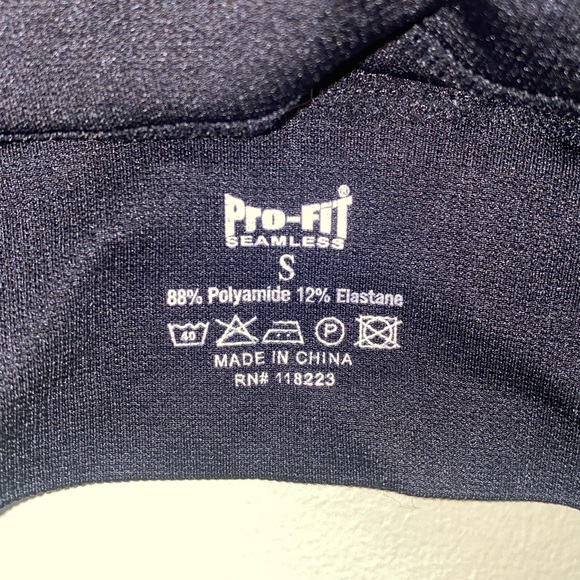 Pro-Fit®
SEAMLESS
S
88% Polyamide 12% Elastane
40 P
MADE IN CHINA
RN# 118223